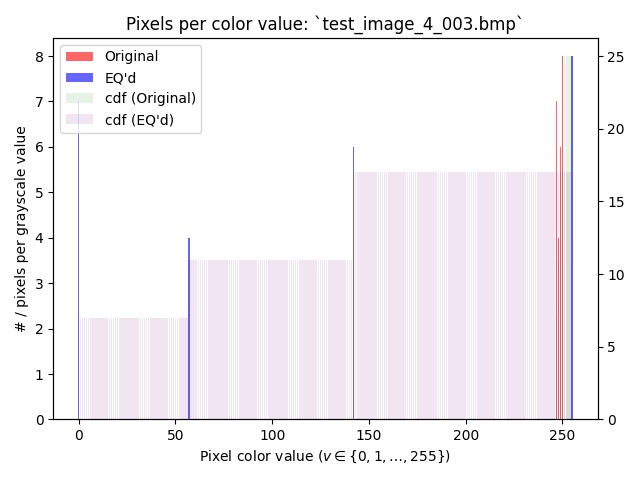 Pixels per color value: `test_image_4_003.bmp`
Original
EQ'd
cdf (Original)
cdf (EQ'd)
# / pixels per grayscale value
8
7
6
5
4
3
2
1
0
25
20
15
10
5
0
0 50 100 150 200 250
Pixel color value (v ∈ {0, 1, ..., 255})